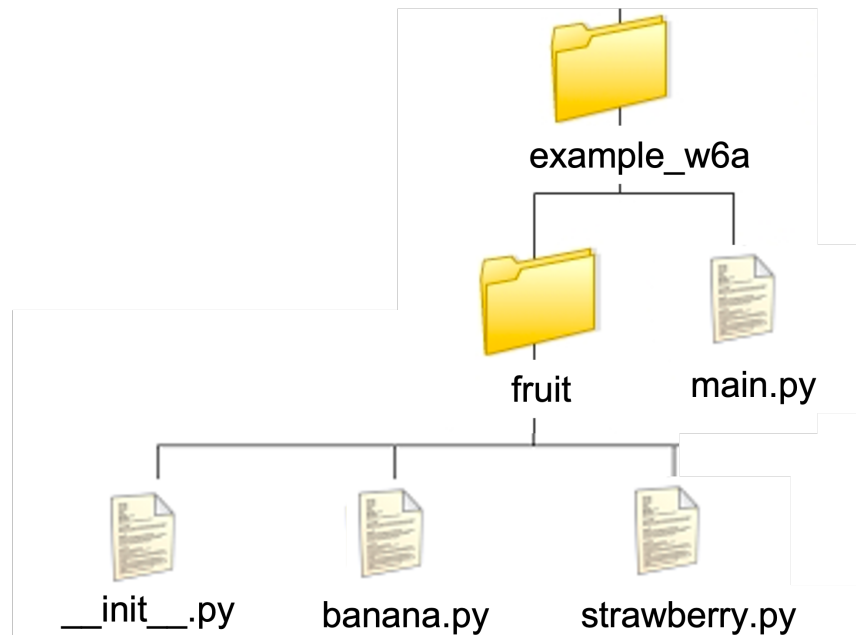 example_w6a
fruit
main.py
__init__.py
banana.py
strawberry.py